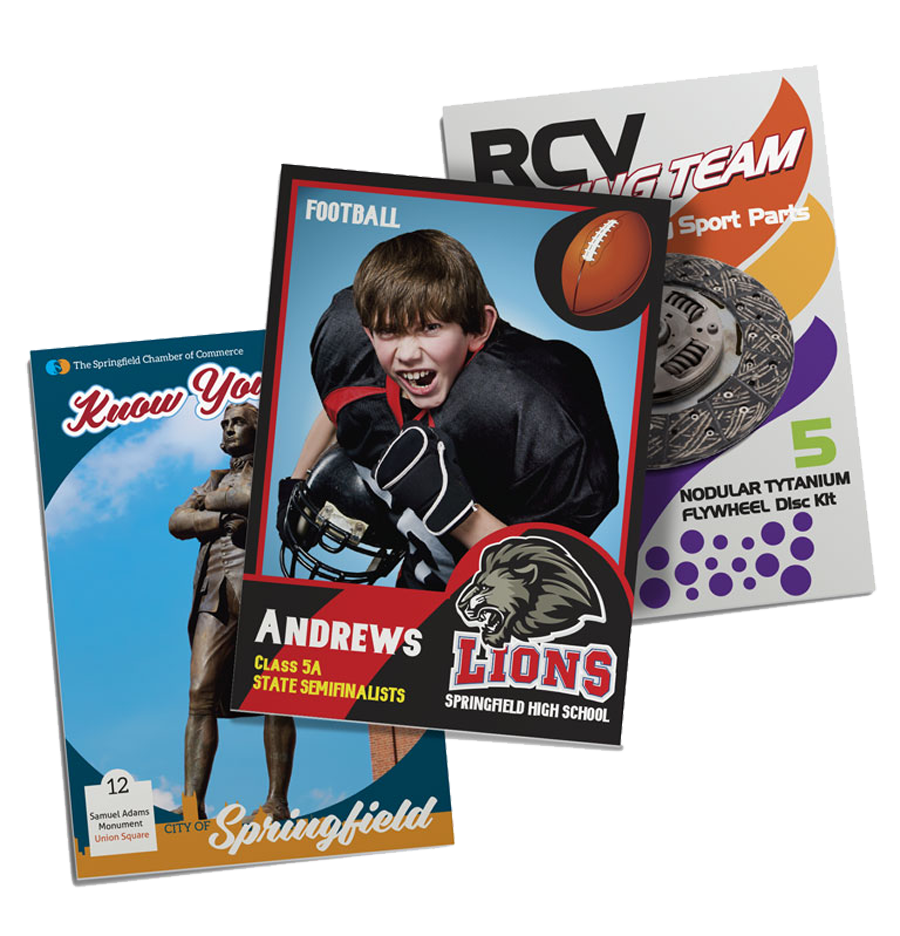 The Springfield Chamber of Commerce
Know You
12
Samuel Adams
Monument
Union Square
CITY OF Springfield
FOOTBALL
ANDREWS
CLASS 5A
STATE SEMIFINALISTS
LIONS
SPRINGFIELD HIGH SCHOOL
RCV
TEAM
Sport Parts
5
NODULAR TYTANIUM
FLYWHEEL Disc Kit